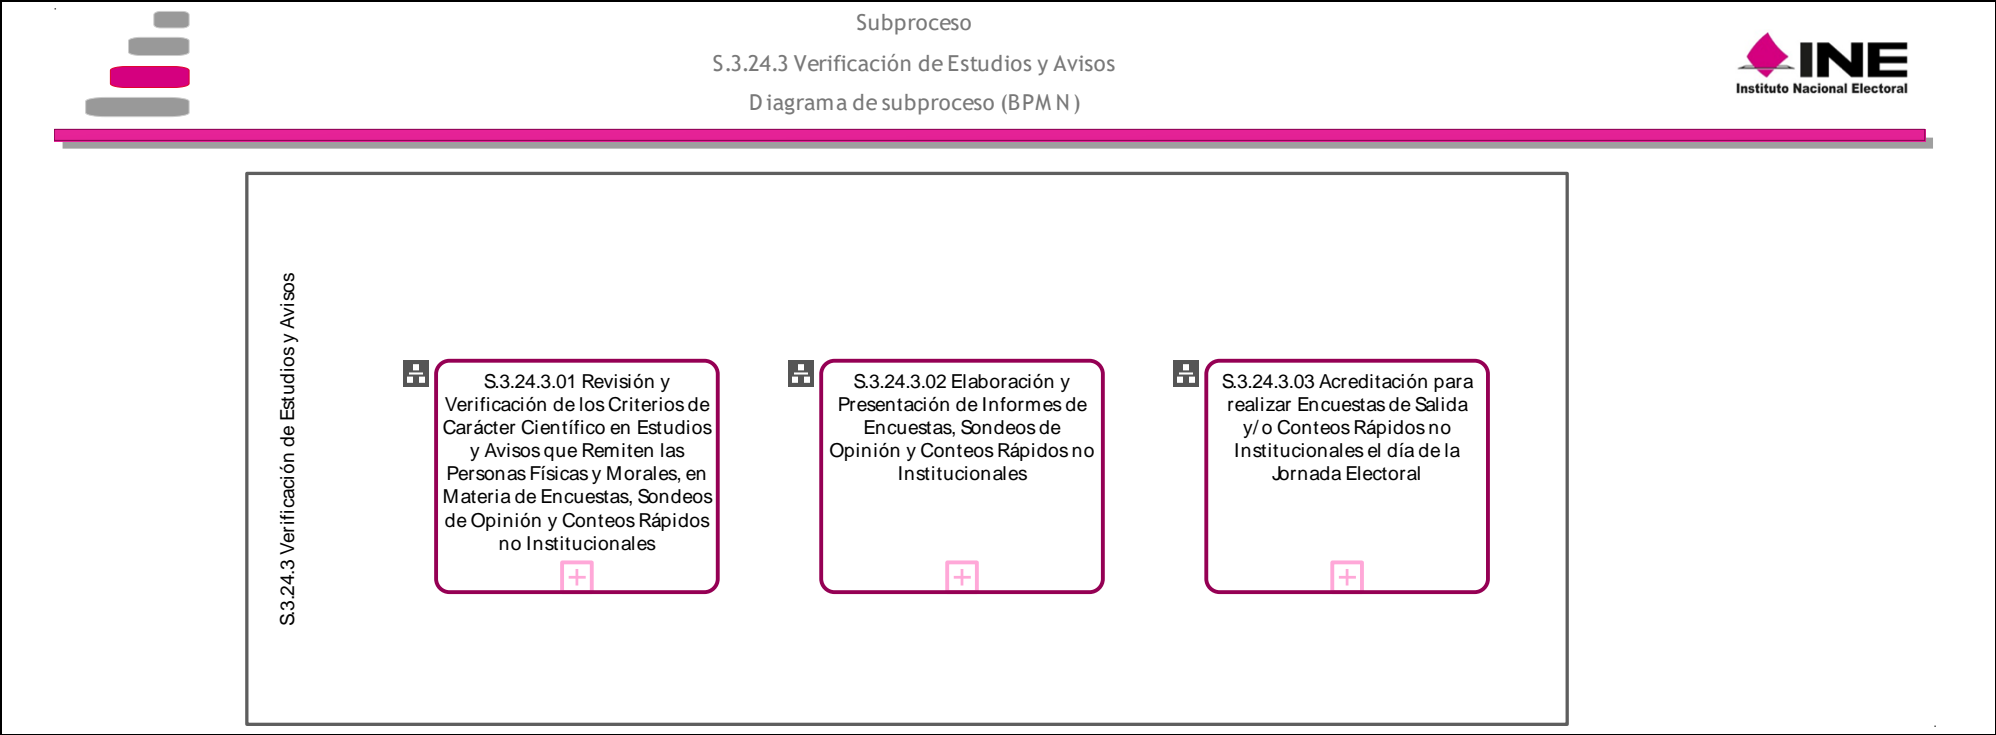 Subproceso
S.3.24.3 Verificación de Estudios y Avisos
Diagrama de subproceso (BPMN)
INE
Instituto Nacional Electoral
S.3.24.3 Verificación de Estudios y Avisos
S.3.24.3.01 Revisión y
Verificación de los Criterios de
Carácter Científico en Estudios
y Avisos que Remiten las
Personas Físicas y Morales, en
Materia de Encuestas, Sondeos
de Opinión y Conteos Rápidos
no Institucionales
S.3.24.3.02 Elaboración y
Presentación de Informes de
Encuestas, Sondeos de
Opinión y Conteos Rápidos no
Institucionales
S.3.24.3.03 Acreditación para
realizar Encuestas de Salida
y/o Conteos Rápidos no
Institucionales el día de la
Jornada Electoral